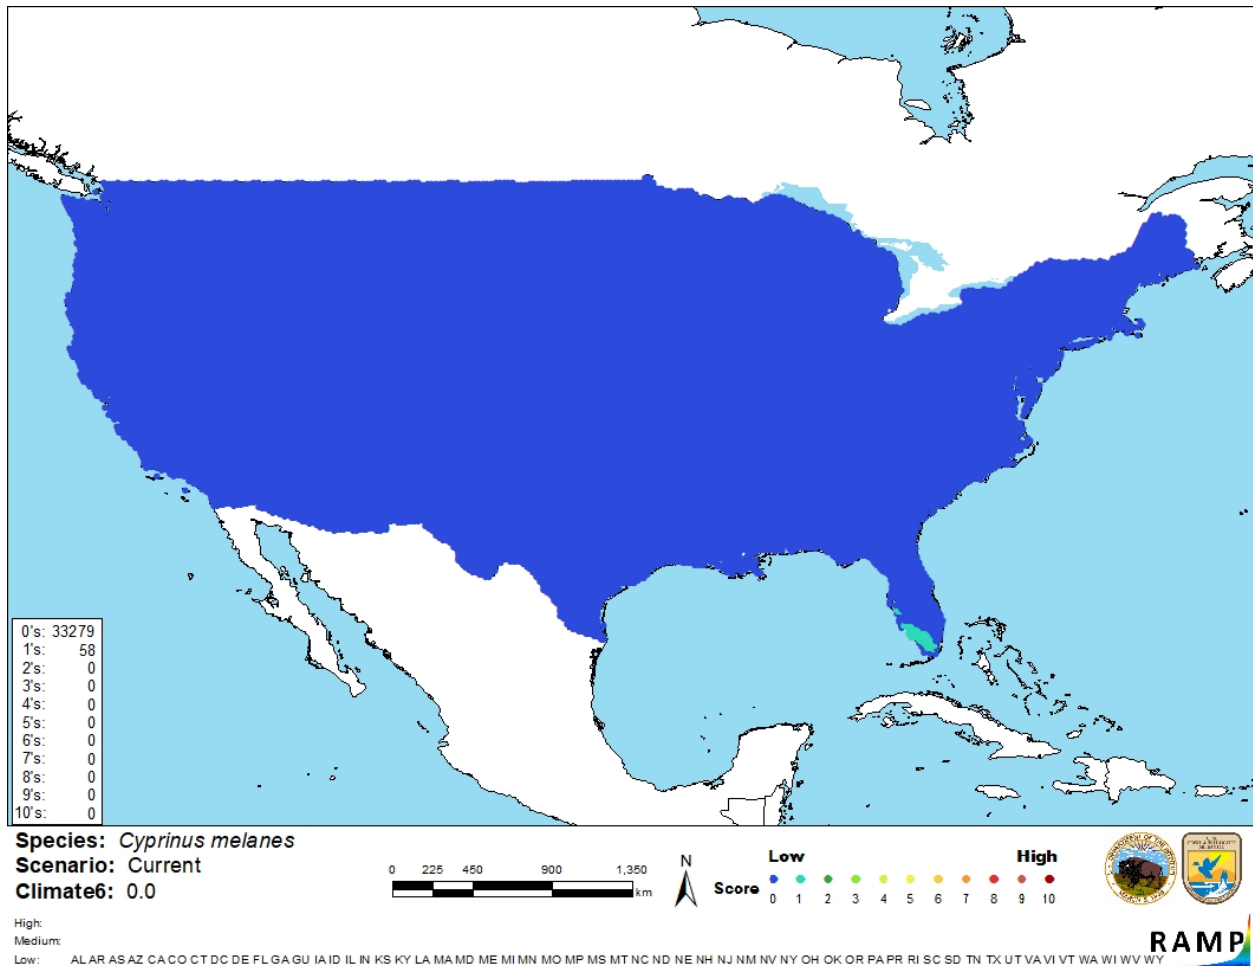 0's: 33279
1's: 58
2's: 0
3's: 0
4's: 0
5's: 0
6's: 0
7's: 0
8's: 0
9's: 0
10's: 0
Species: Cyprinus melanes
Scenario: Current
Climate6: 0.0
0 225 450 900 1,350
km
N
Low High
Score
0 1 2 3 4 5 6 7 8 9 10
High:
Medium:
Low: AL AR AS AZ CA CO CT DC DE FL GA GU IA ID IL IN KS KY LA MA MD ME MI MN MO MP MS MT NC ND NE NH NJ NM NV NY OH OK OR PA PR RI SC SD TN TX UT VA VI VT WA WI WV WY
RAMP